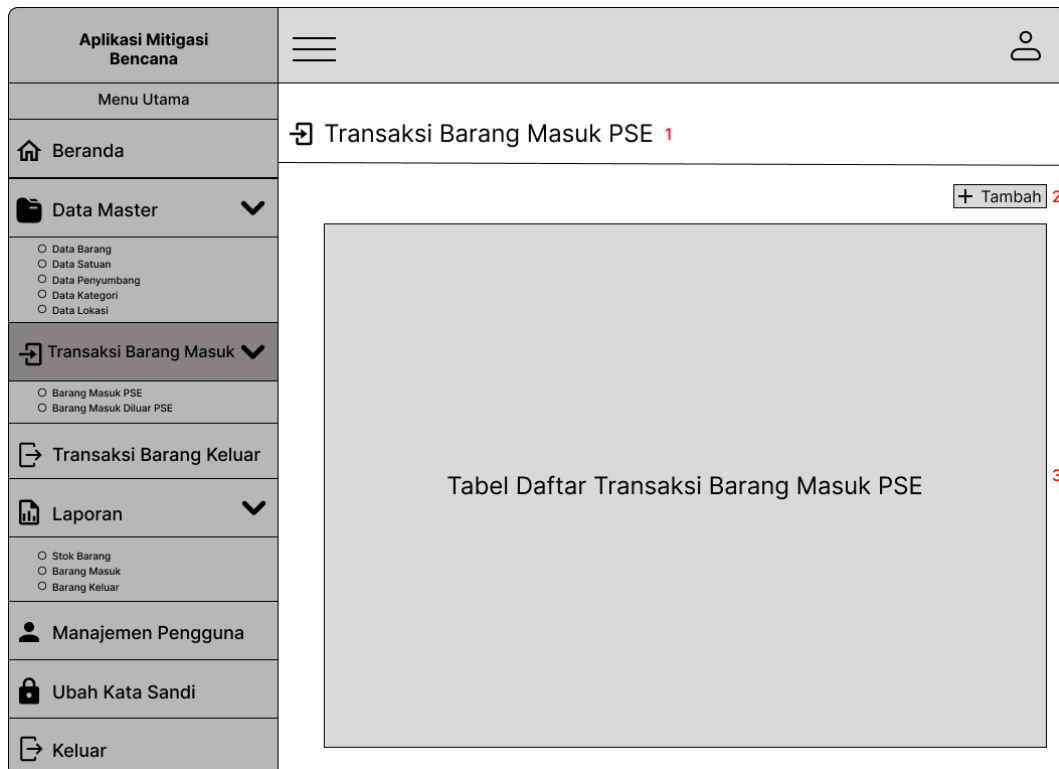 Aplikasi Mitigasi
Bencana
Menu Utama
Beranda
Data Master
Data Barang
Data Satuan
Data Penyumbang
Data Kategori
Data Lokasi
Transaksi Barang Masuk
Barang Masuk PSE
Barang Masuk Diluar PSE
Transaksi Barang Keluar
Laporan
Stok Barang
Barang Masuk
Barang Keluar
Manajemen Pengguna
Ubah Kata Sandi
Keluar
Transaksi Barang Masuk PSE 1
+ Tambah 2
Tabel Daftar Transaksi Barang Masuk PSE 3